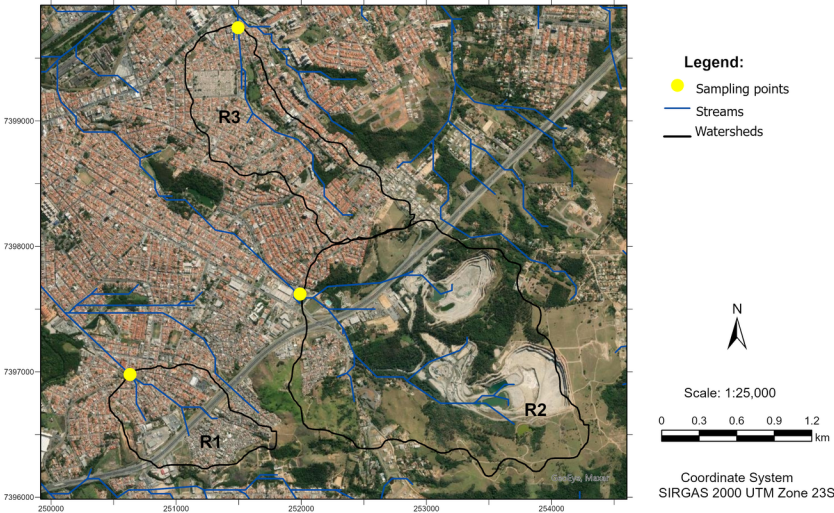 Legend:
Sampling points
Streams
Watersheds
7399000
7398000
7397000
7396000
R3
R2
R1
GeoEye, Maxar
250000 251000 252000 253000 254000
N
Scale: 1:25,000
0 0.3 0.6 0.9 1.2
km
Coordinate System
SIRGAS 2000 UTM Zone 23S